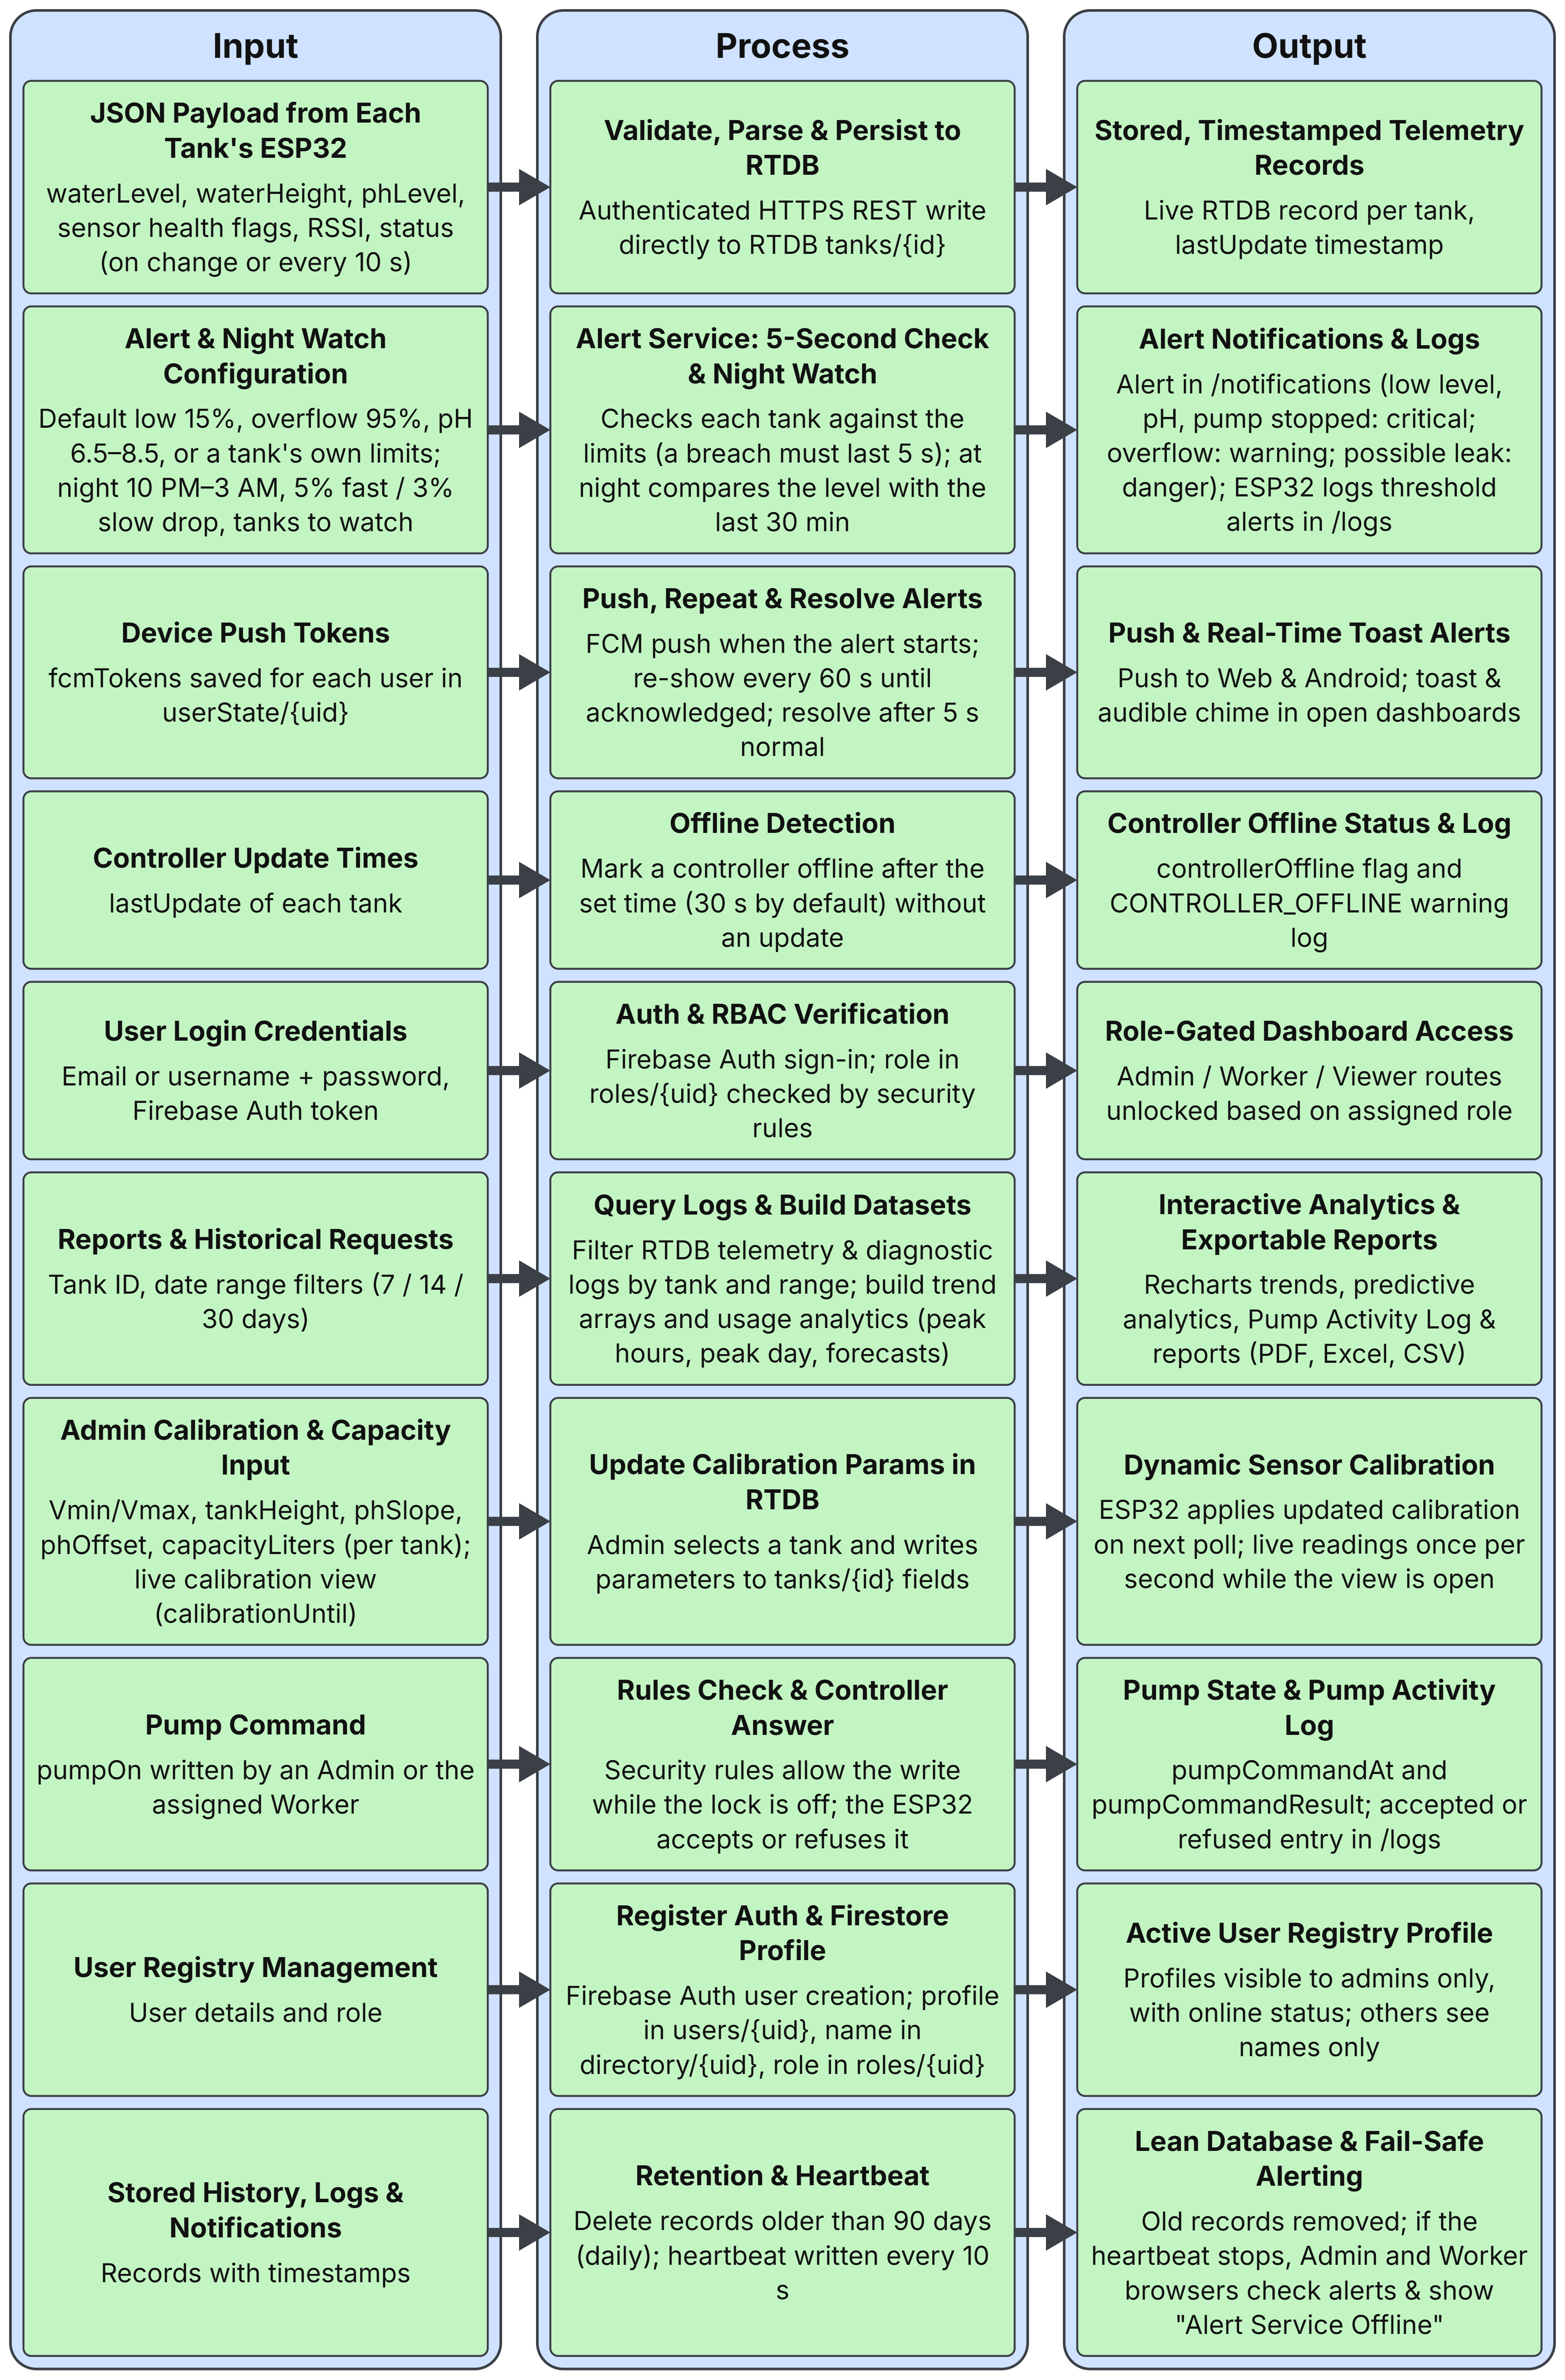 Input
Process
Output
JSON Payload from Each
Tank's ESP32
waterLevel, waterHeight, phLevel,
sensor health flags, RSSI, status
(on change or every 10 s)
Validate, Parse & Persist to
RTDB
Authenticated HTTPS REST write
directly to RTDB tanks/{id}
Stored, Timestamped Telemetry
Records
Live RTDB record per tank,
lastUpdate timestamp
Alert & Night Watch
Configuration
Default low 15%, overflow 95%, pH
6.5–8.5, or a tank's own limits;
night 10 PM–3 AM, 5% fast / 3%
slow drop, tanks to watch
Alert Service: 5-Second Check
& Night Watch
Checks each tank against the
limits (a breach must last 5 s); at
night compares the level with the
last 30 min
Alert Notifications & Logs
Alert in /notifications (low level,
pH, pump stopped: critical;
overflow: warning; possible leak:
danger); ESP32 logs threshold
alerts in /logs
Device Push Tokens
fcmTokens saved for each user in
userState/{uid}
Push, Repeat & Resolve Alerts
FCM push when the alert starts;
re-show every 60 s until
acknowledged; resolve after 5 s
normal
Push & Real-Time Toast Alerts
Push to Web & Android; toast &
audible chime in open dashboards
Controller Update Times
lastUpdate of each tank
Offline Detection
Mark a controller offline after the
set time (30 s by default) without
an update
Controller Offline Status & Log
controllerOffline flag and
CONTROLLER_OFFLINE warning
log
User Login Credentials
Email or username + password,
Firebase Auth token
Auth & RBAC Verification
Firebase Auth sign-in; role in
roles/{uid} checked by security
rules
Role-Gated Dashboard Access
Admin / Worker / Viewer routes
unlocked based on assigned role
Reports & Historical Requests
Tank ID, date range filters (7 / 14 /
30 days)
Query Logs & Build Datasets
Filter RTDB telemetry & diagnostic
logs by tank and range; build trend
arrays and usage analytics (peak
hours, peak day, forecasts)
Interactive Analytics &
Exportable Reports
Recharts trends, predictive
analytics, Pump Activity Log &
reports (PDF, Excel, CSV)
Admin Calibration & Capacity
Input
Vmin/Vmax, tankHeight, phSlope,
phOffset, capacityLiters (per tank);
live calibration view
(calibrationUntil)
Update Calibration Params in
RTDB
Admin selects a tank and writes
parameters to tanks/{id} fields
Dynamic Sensor Calibration
ESP32 applies updated calibration
on next poll; live readings once per
second while the view is open
Pump Command
pumpOn written by an Admin or the
assigned Worker
Rules Check & Controller
Answer
Security rules allow the write
while the lock is off; the ESP32
accepts or refuses it
Pump State & Pump Activity
Log
pumpCommandAt and
pumpCommandResult; accepted or
refused entry in /logs
User Registry Management
User details and role
Register Auth & Firestore
Profile
Firebase Auth user creation; profile
in users/{uid}, name in
directory/{uid}, role in roles/{uid}
Active User Registry Profile
Profiles visible to admins only,
with online status; others see
names only
Stored History, Logs &
Notifications
Records with timestamps
Retention & Heartbeat
Delete records older than 90 days
(daily); heartbeat written every 10
s
Lean Database & Fail-Safe
Alerting
Old records removed; if the
heartbeat stops, Admin and Worker
browsers check alerts & show
"Alert Service Offline"